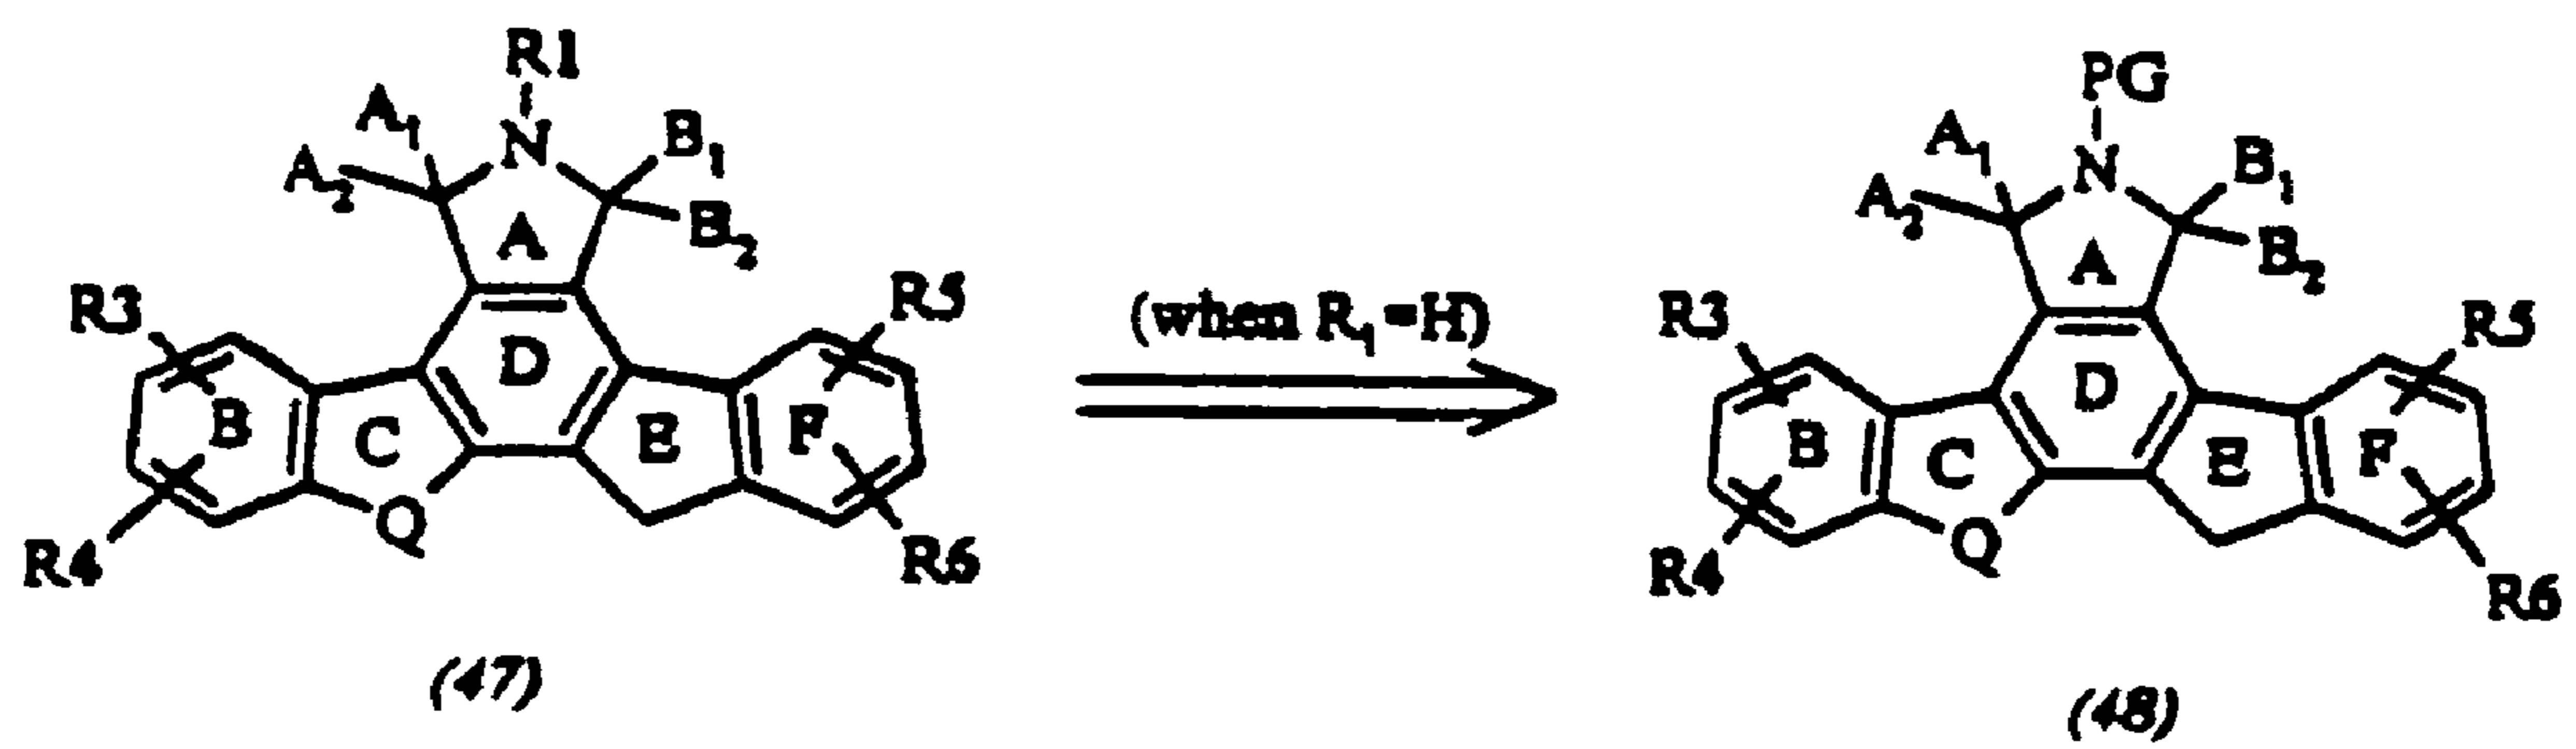 R1
PG
A₁
N
B₁
A₁
N
B₁
A₂
B₂
A₂
B₂
A
A
R3
R5
(when R₁=H)
R3
R5
D
D
B
C
E
F
B
C
E
F
Q
Q
R4
R6
R4
R6
(47)
(48)